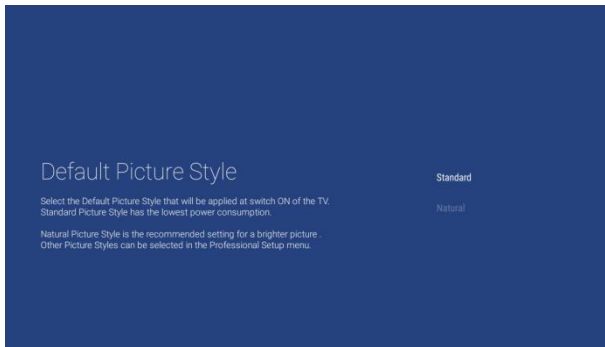 Default Picture Style
Select the Default Picture Style that will be applied at switch ON of the TV.
Standard Picture Style has the lowest power consumption.
Natural Picture Style is the recommended setting for a brighter picture .
Other Picture Styles can be selected in the Professional Setup menu.
Standard
Natural